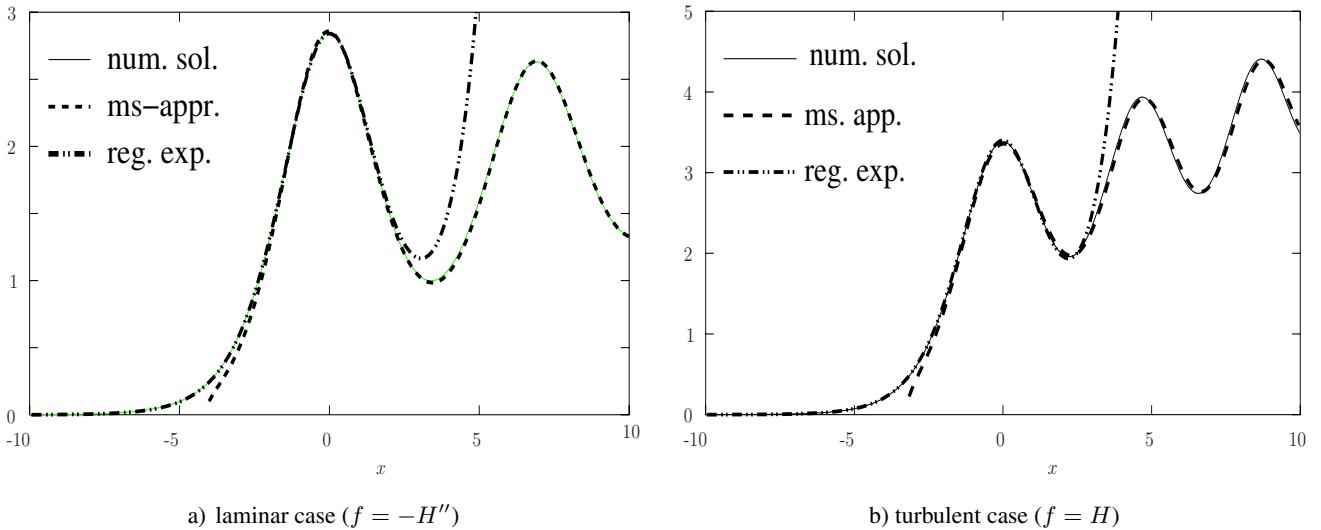 3
2
1
0
-10
-5
0
5
10
x
num. sol.
ms–appr.
reg. exp.
a) laminar case (f = −H′′)
5
4
3
2
1
0
-10
-5
0
5
10
x
num. sol.
ms. app.
reg. exp.
b) turbulent case (f = H)